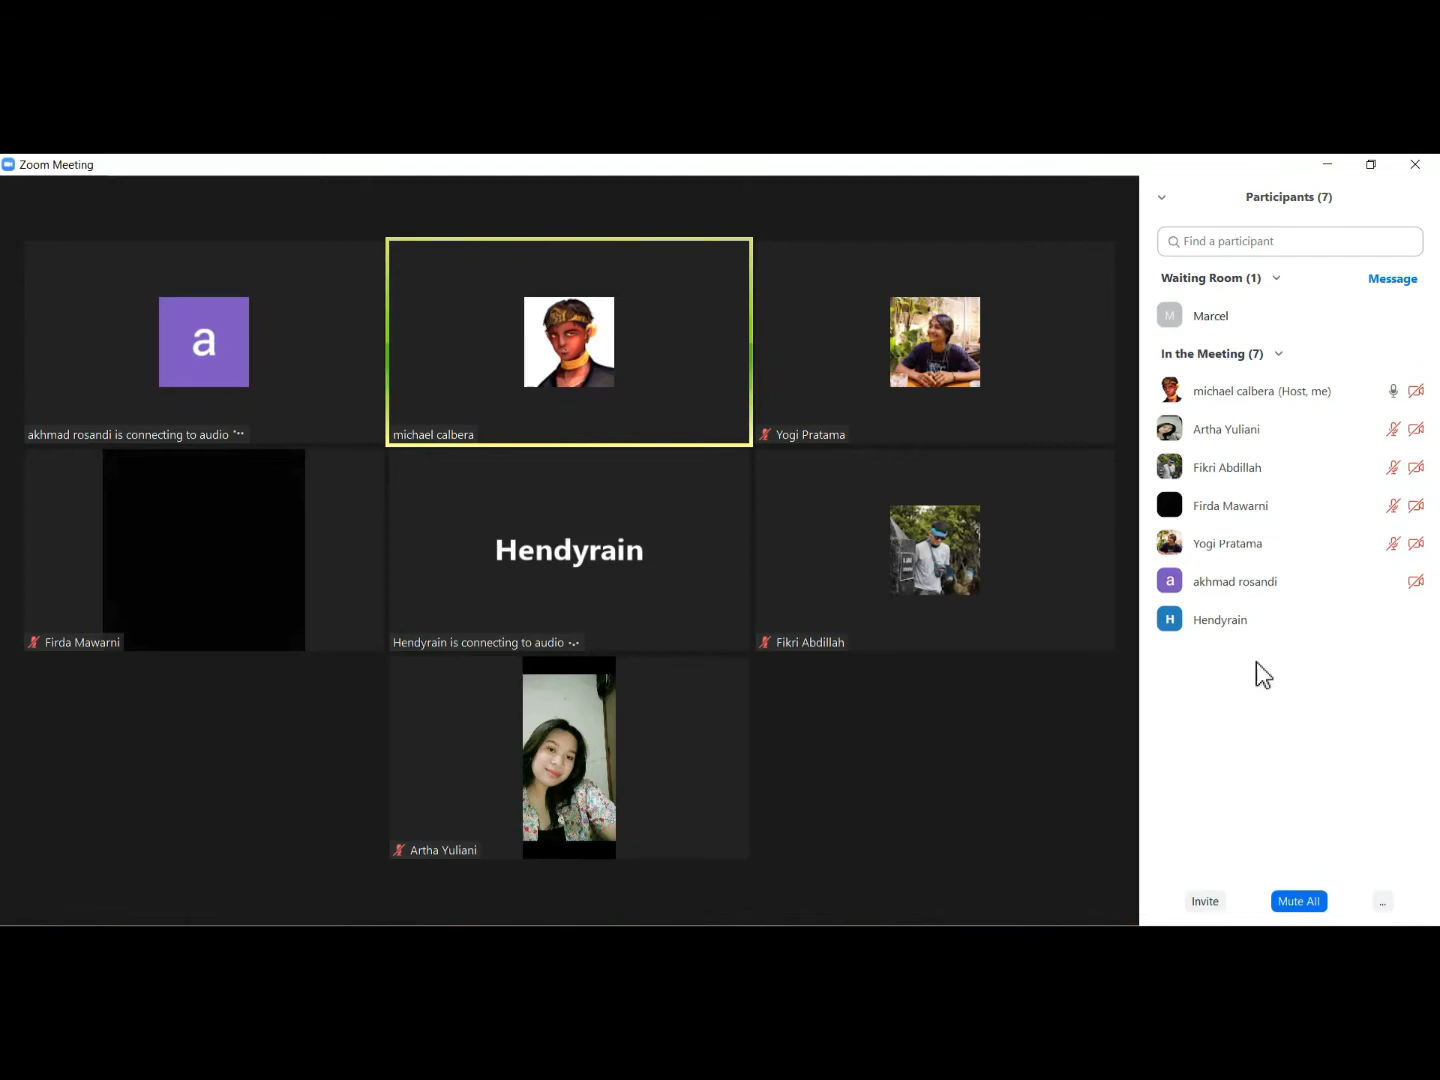 Zoom Meeting
a
akhmad rosandi is connecting to audio
michael calbera
Yogi Pratama
Firda Mawarni
Hendyrain
Hendyrain is connecting to audio
Fikri Abdillah
Artha Yuliani
Participants (7)
Find a participant
Waiting Room (1)
Message
M
Marcel
In the Meeting (7)
michael calbera (Host, me)
Artha Yuliani
Fikri Abdillah
Firda Mawarni
Yogi Pratama
a
akhmad rosandi
H
Hendyrain
Invite
Mute All
...